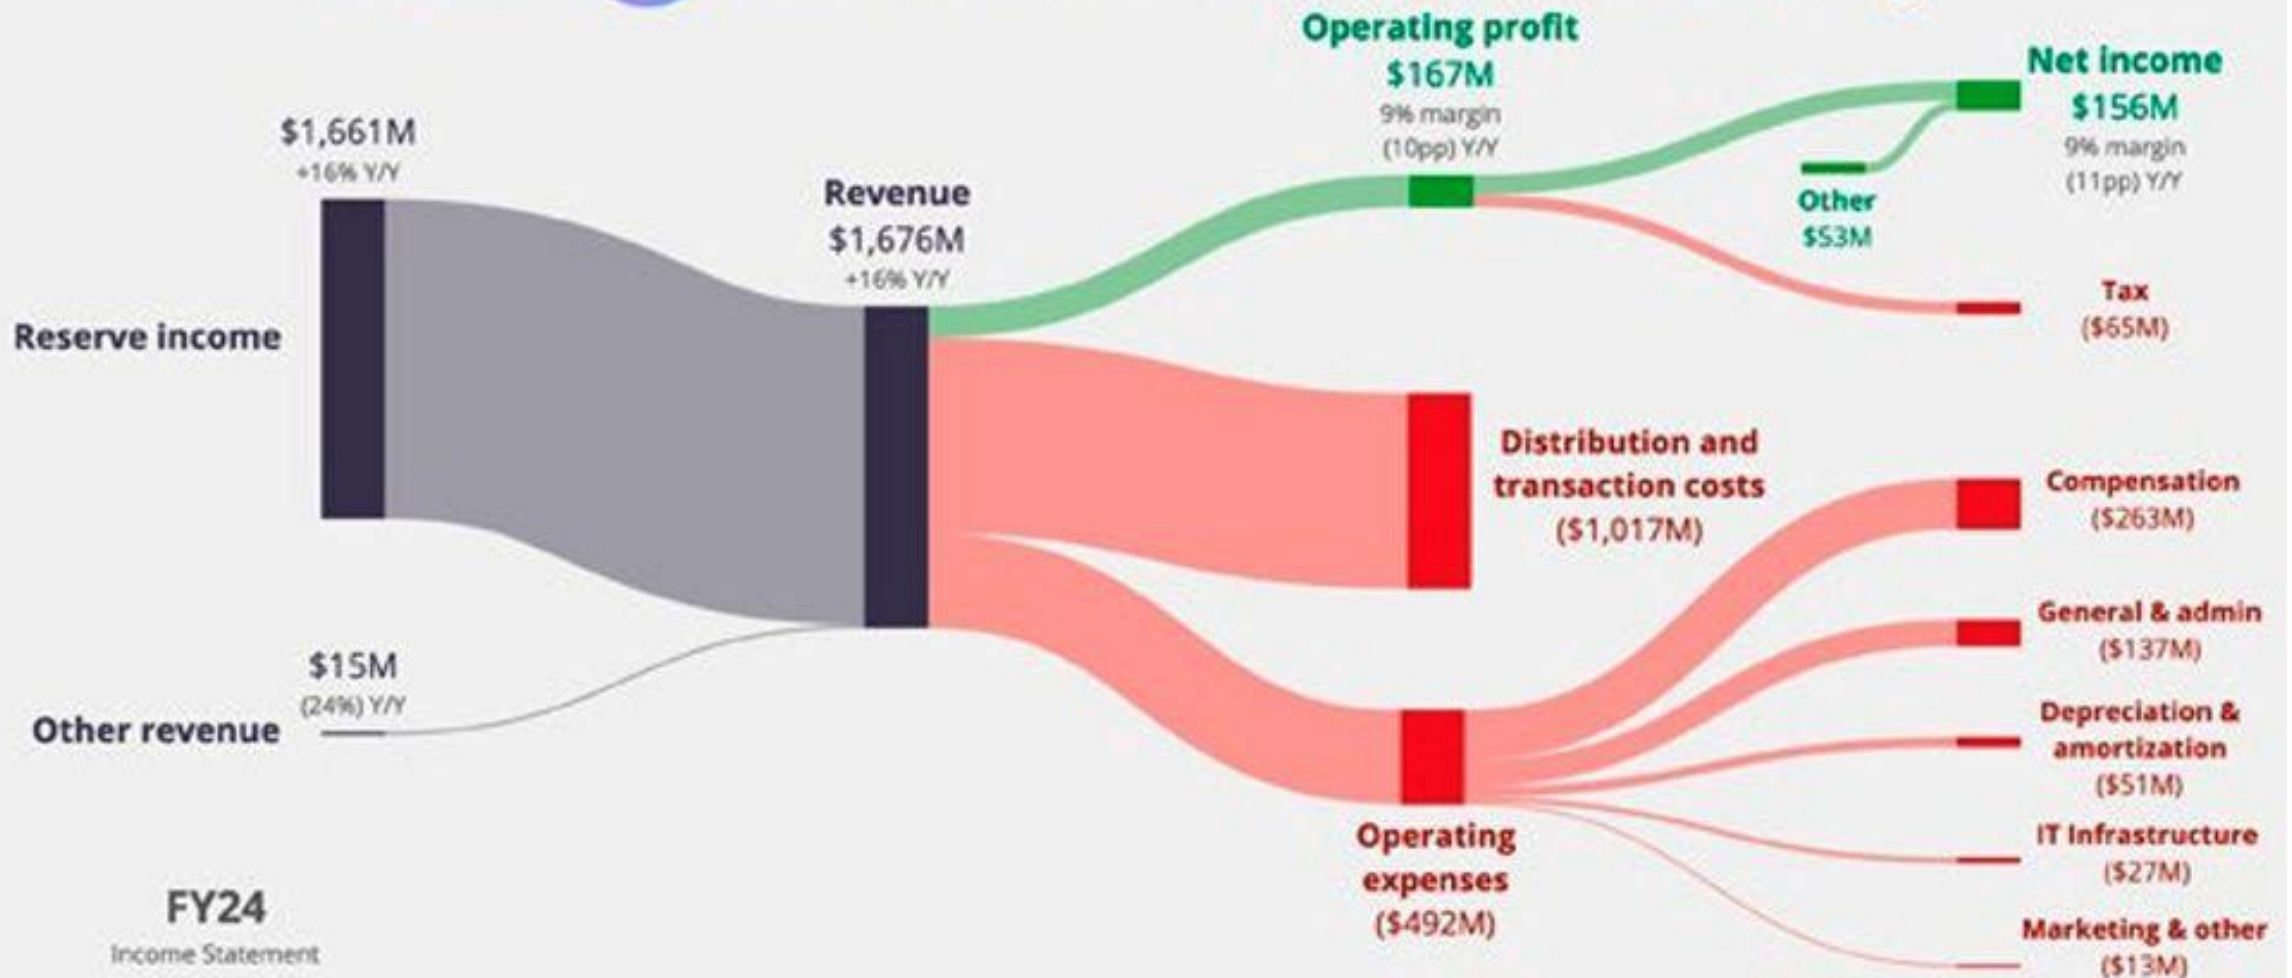 Operating profit
$167M
9% margin
(10pp) Y/Y
Net income
$156M
9% margin
(11pp) Y/Y
$1,661M
+16% Y/Y
Revenue
$1,676M
+16% Y/Y
Other
$53M
Tax
($65M)
Reserve income
Distribution and
transaction costs
($1,017M)
Compensation
($263M)
General & admin
($137M)
$15M
(24%) Y/Y
Other revenue
Depreciation &
amortization
($51M)
Operating
expenses
($492M)
IT Infrastructure
($27M)
Marketing & other
($13M)
FY24
Income Statement